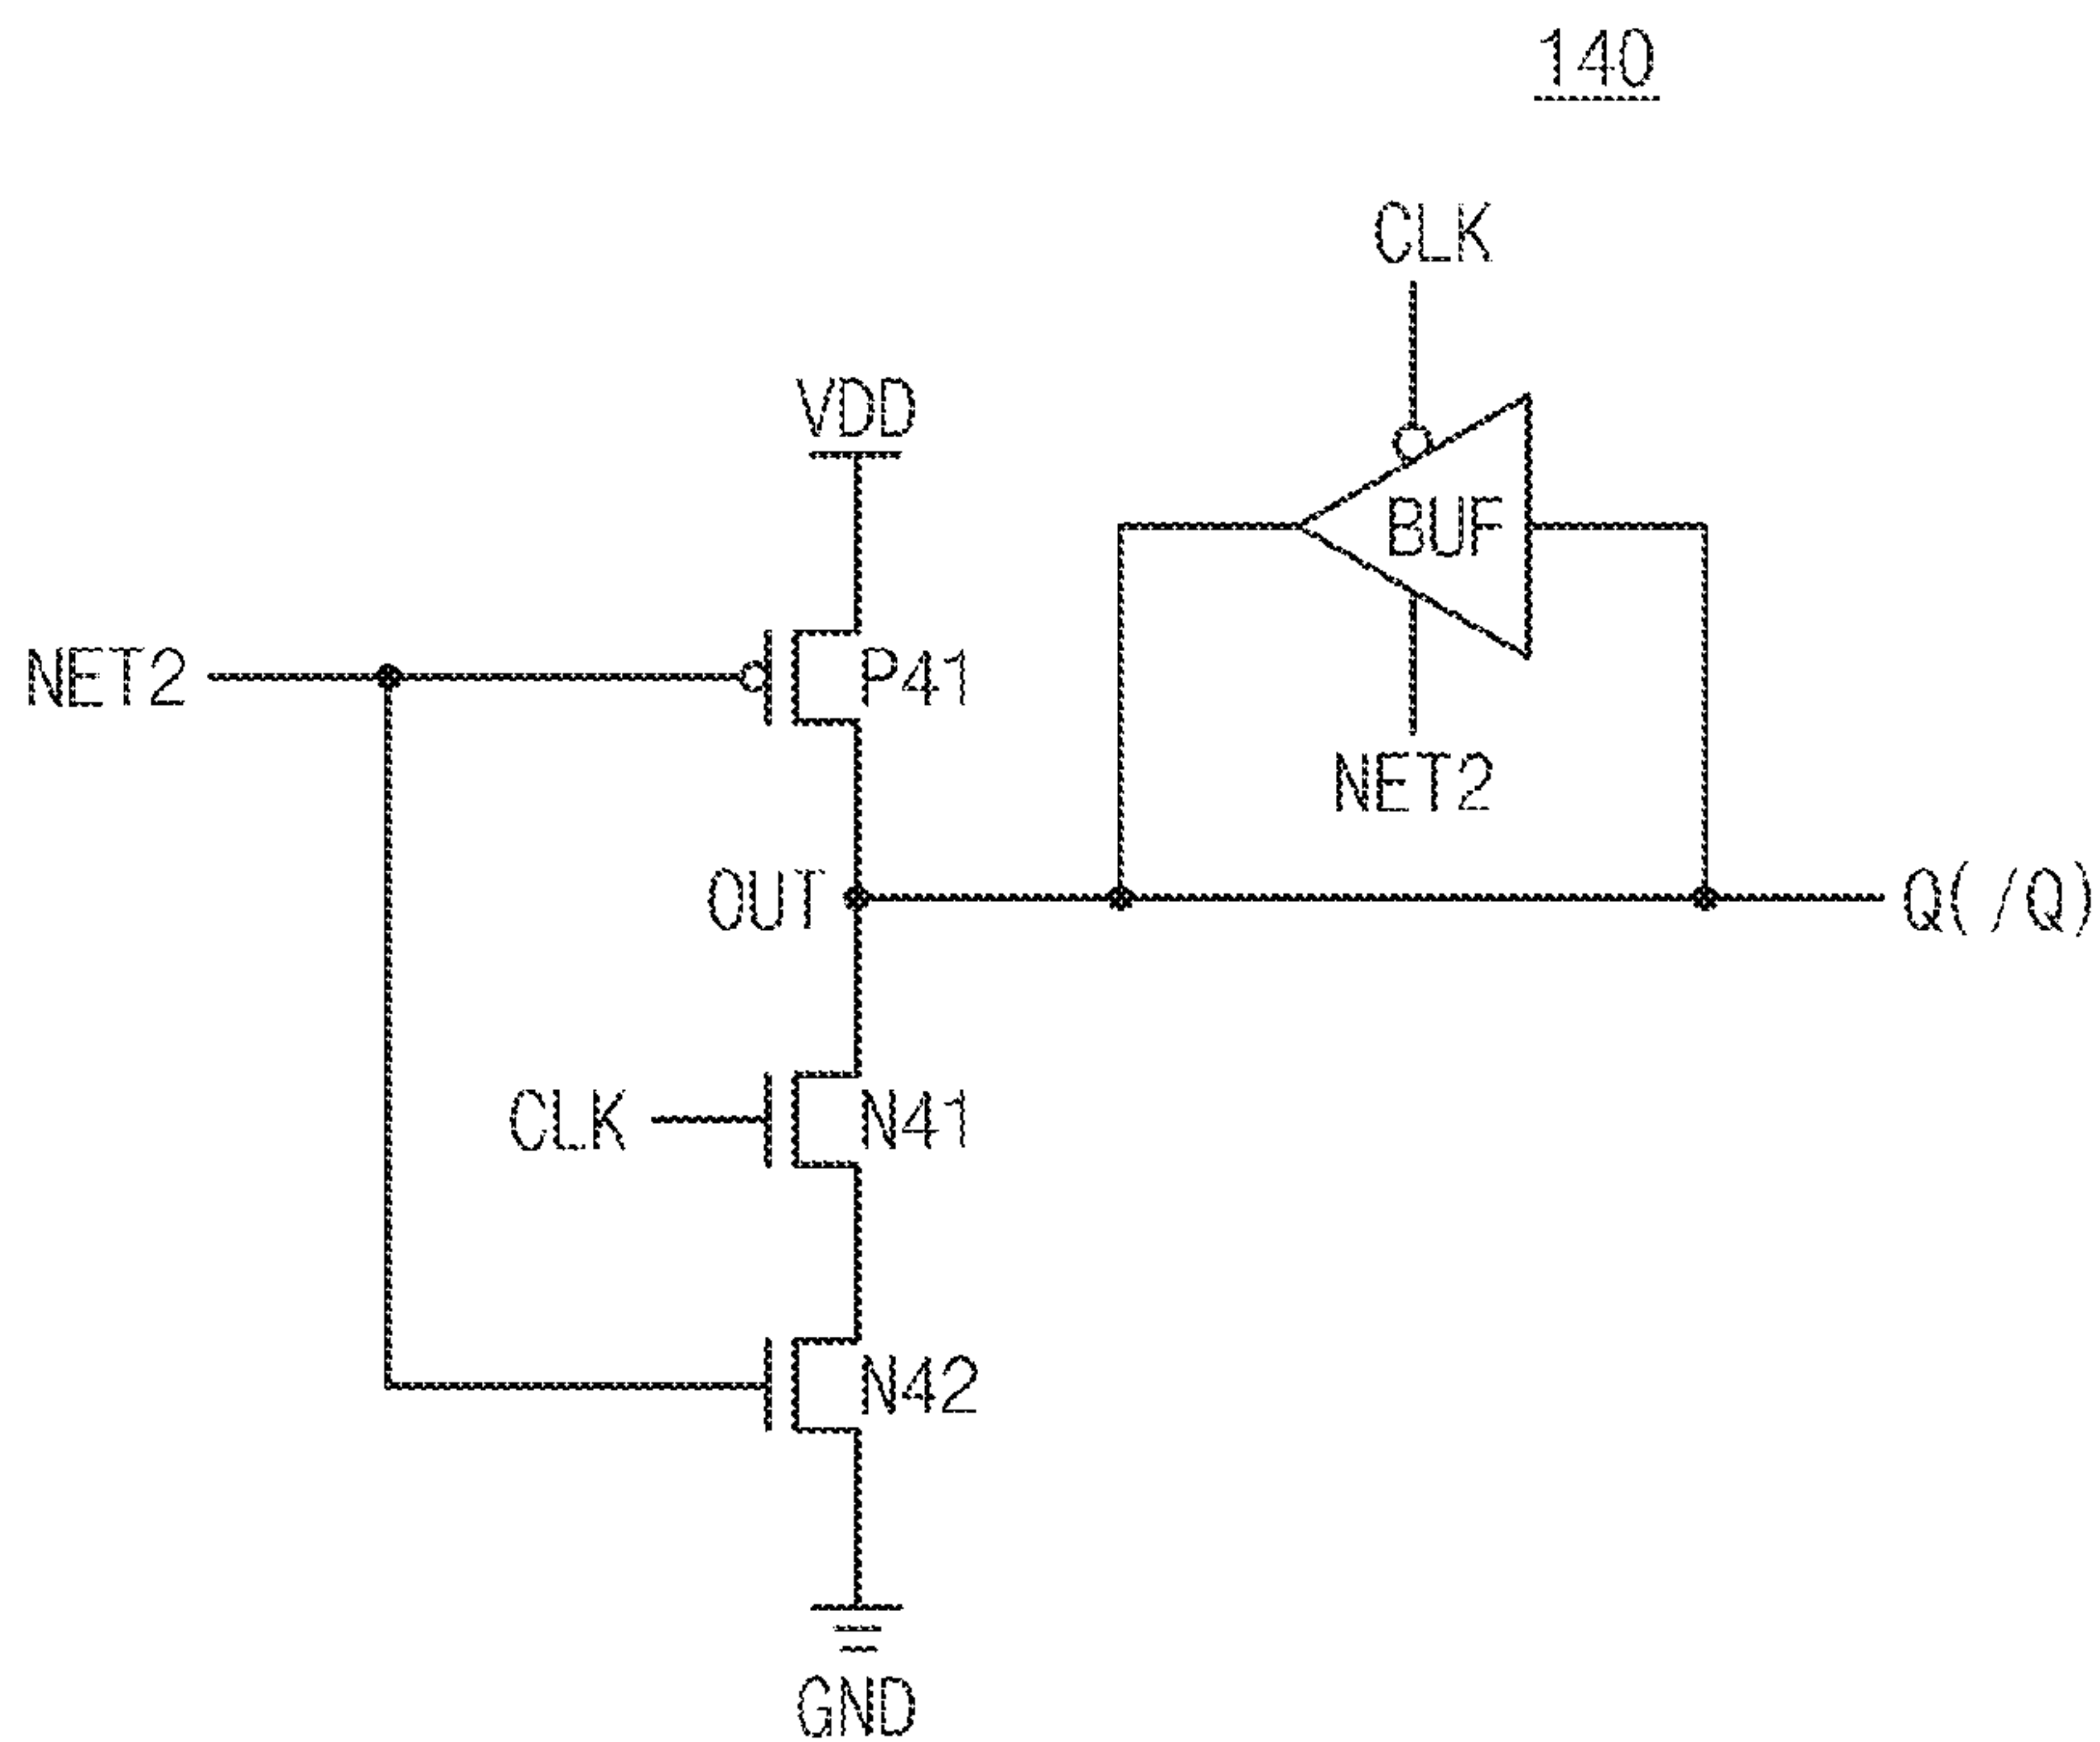 140
CLK
VDD
BUF
NET2
P41
NET2
OUT
Q(/Q)
CLK
N41
N42
GND